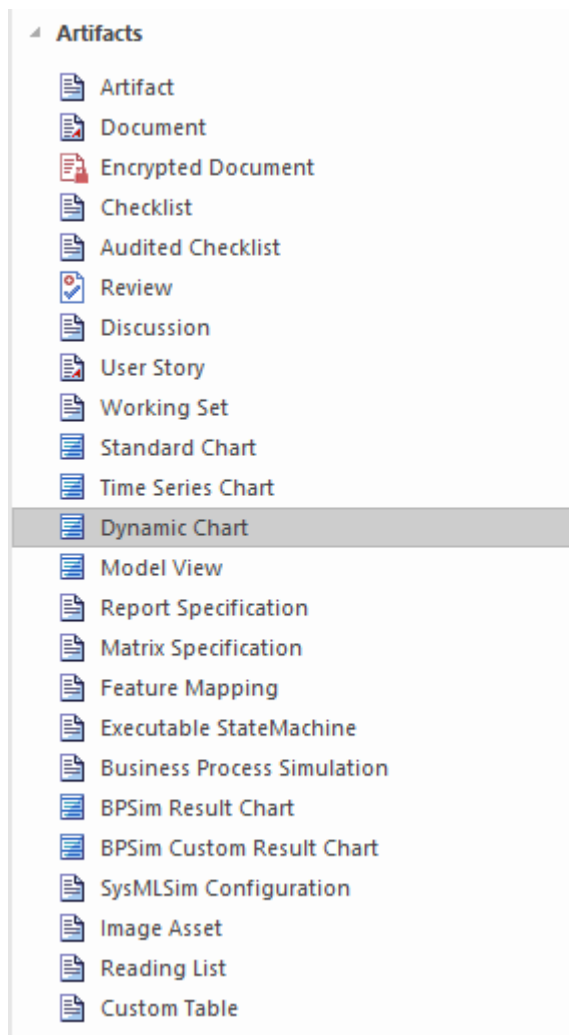 Artifacts
Artifact
Document
Encrypted Document
Checklist
Audited Checklist
Review
Discussion
User Story
Working Set
Standard Chart
Time Series Chart
Dynamic Chart
Model View
Report Specification
Matrix Specification
Feature Mapping
Executable StateMachine
Business Process Simulation
BPSim Result Chart
BPSim Custom Result Chart
SysMLSim Configuration
Image Asset
Reading List
Custom Table